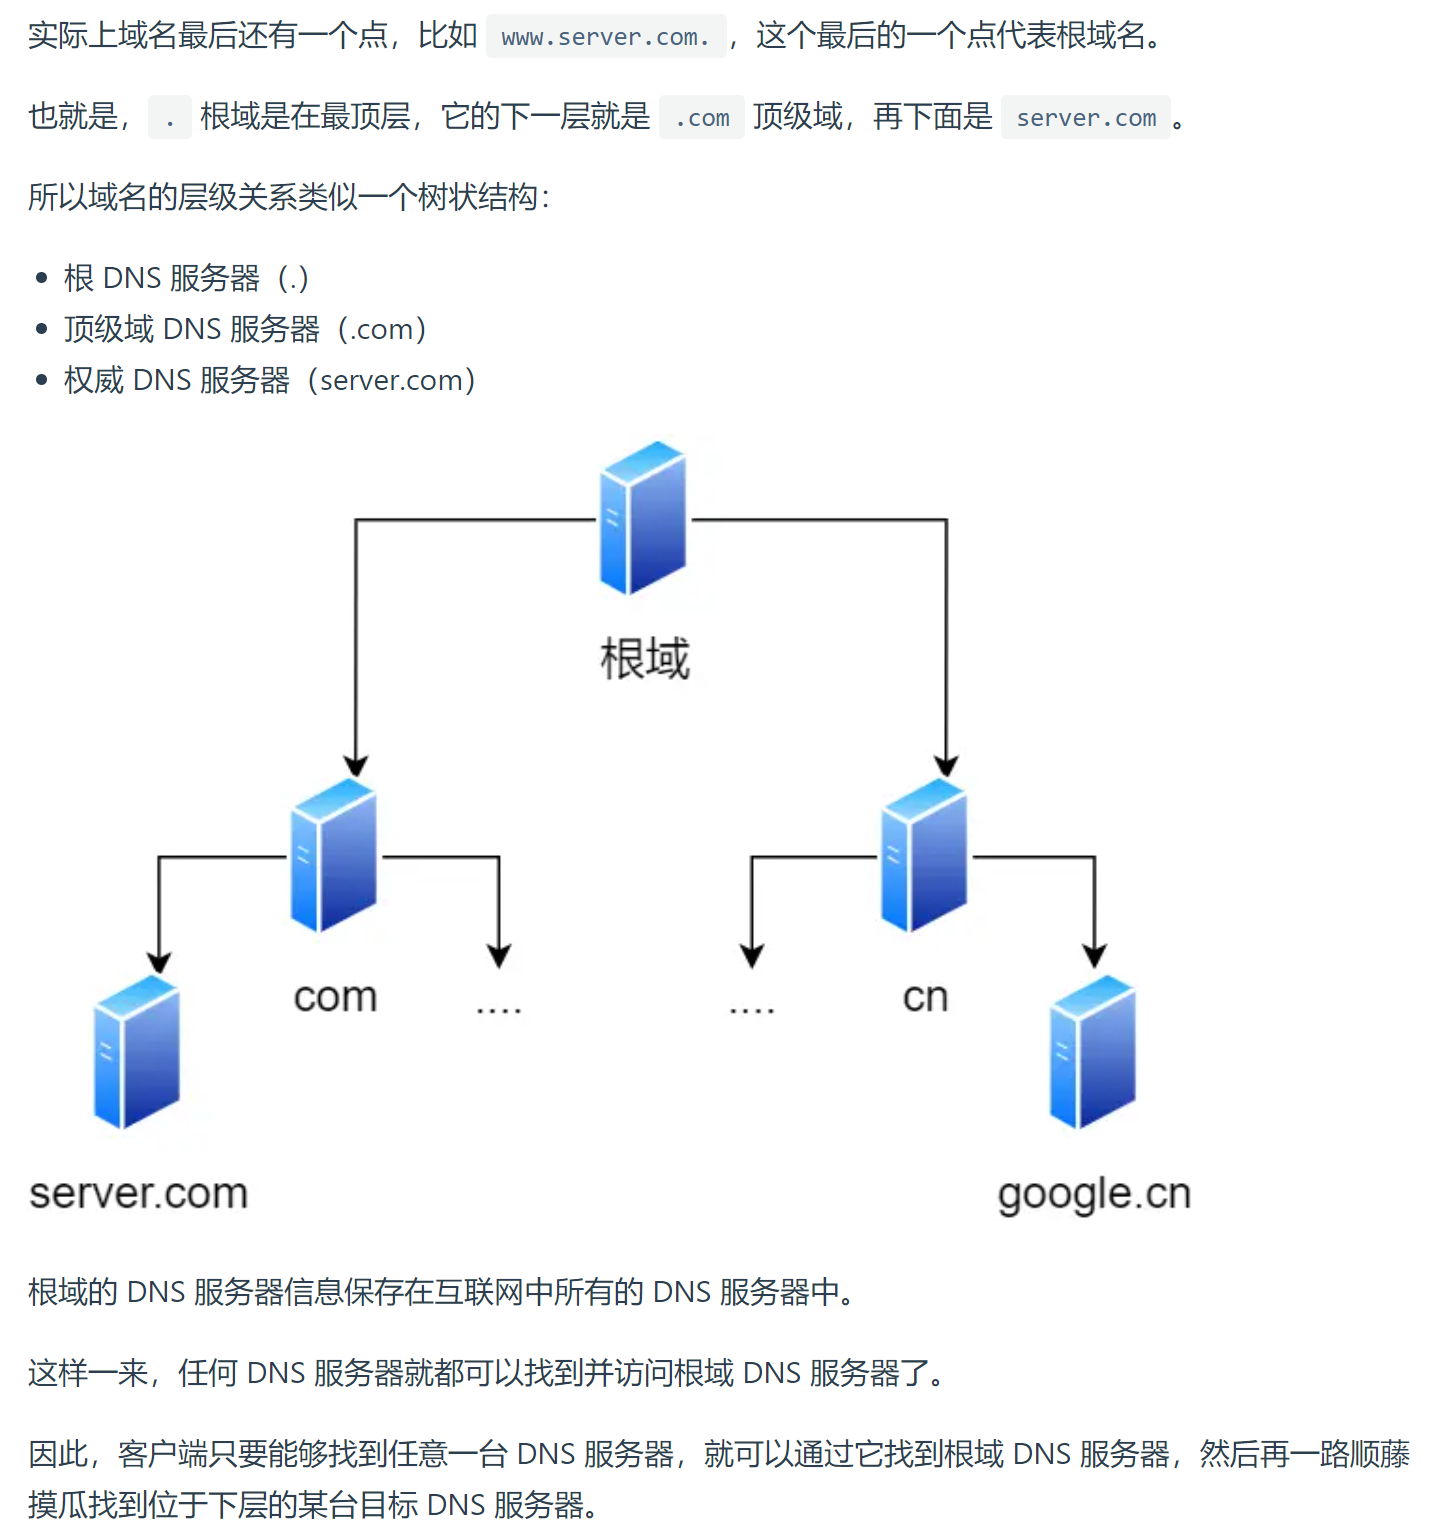 实际上域名最后还有一个点，比如 www.server.com. ，这个最后的一个点代表根域名。
也就是， . 根域是在最顶层，它的下一层就是 .com 顶级域，再下面是 server.com 。
所以域名的层级关系类似一个树状结构：
• 根 DNS 服务器（.）
• 顶级域 DNS 服务器（.com）
• 权威 DNS 服务器（server.com）
根域
com
....
....
cn
server.com
google.cn
根域的 DNS 服务器信息保存在互联网中所有的 DNS 服务器中。
这样一来，任何 DNS 服务器就都可以找到并访问根域 DNS 服务器了。
因此，客户端只要能够找到任意一台 DNS 服务器，就可以通过它找到根域 DNS 服务器，然后再一路顺藤
摸瓜找到位于下层的某台目标 DNS 服务器。